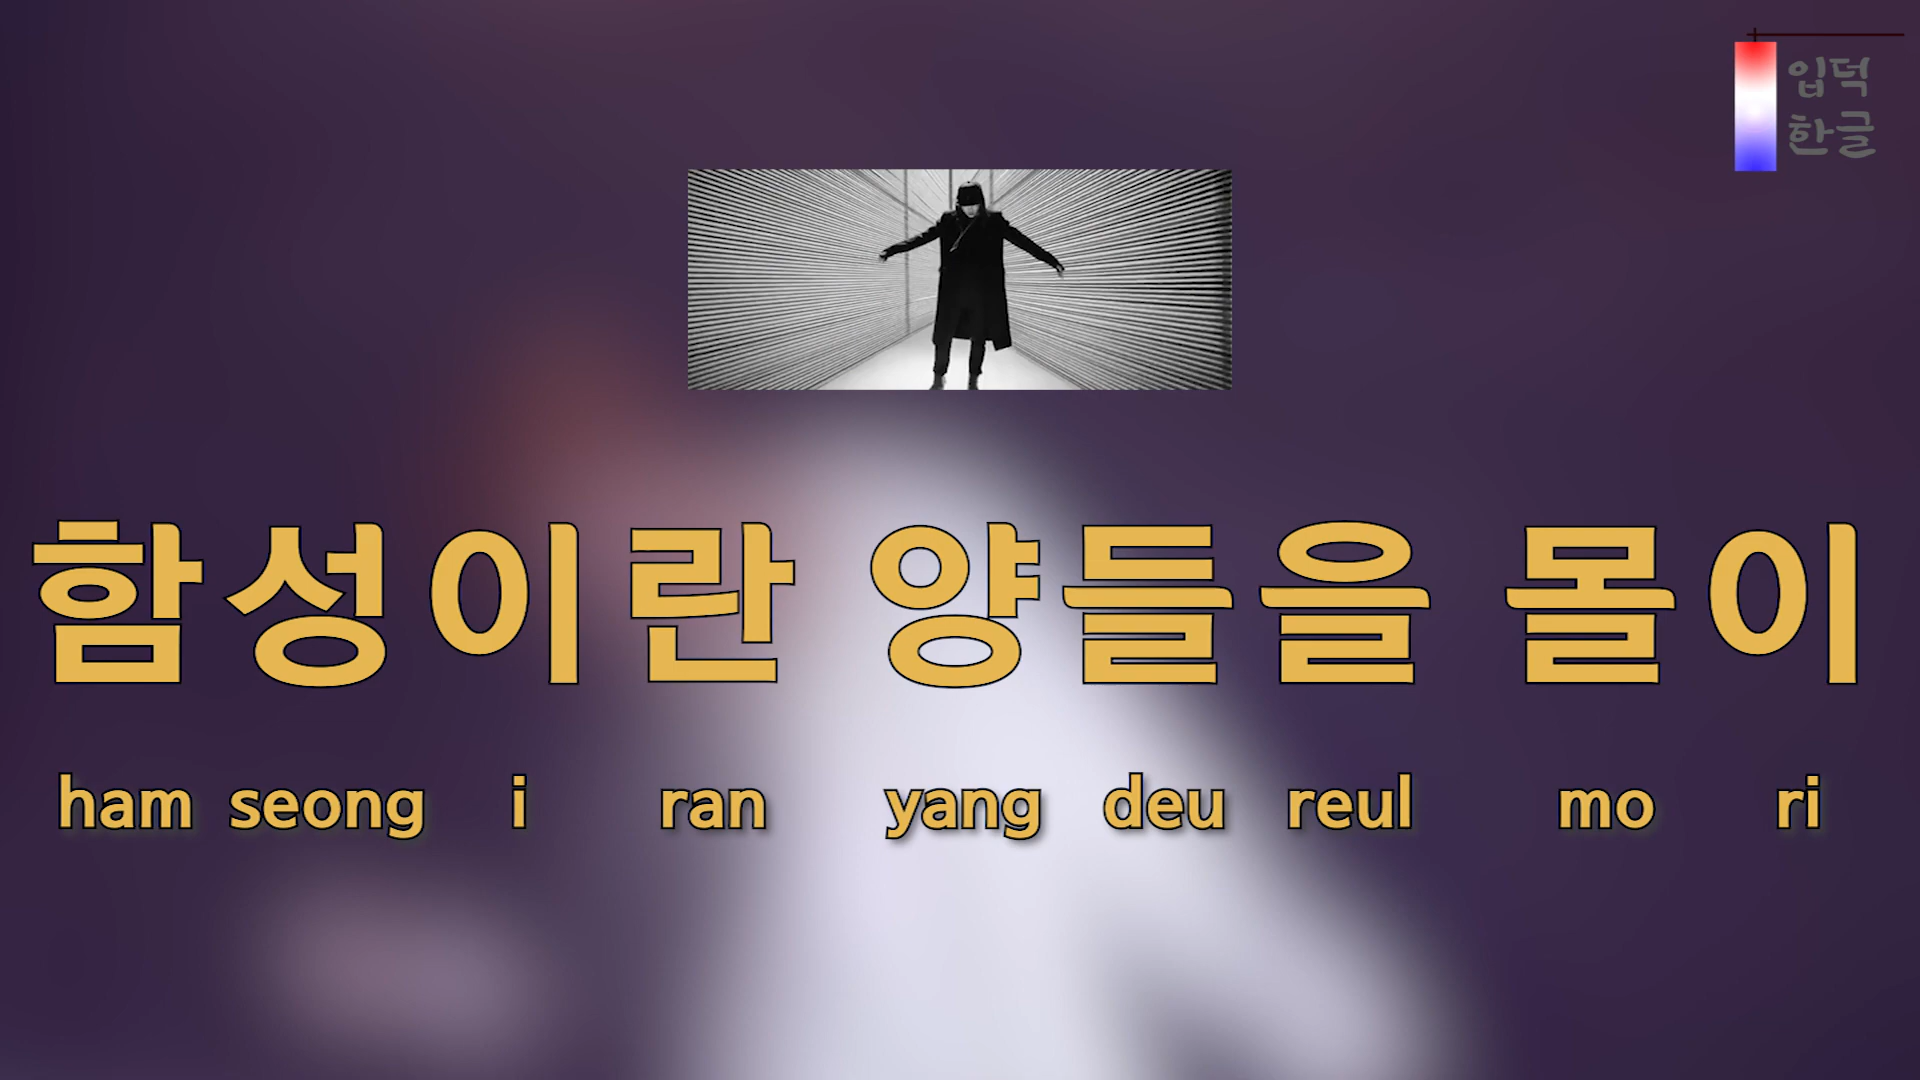 입덕
한글
함성이란 양들을 몰이
ham seong i ran yang deu reul mo ri